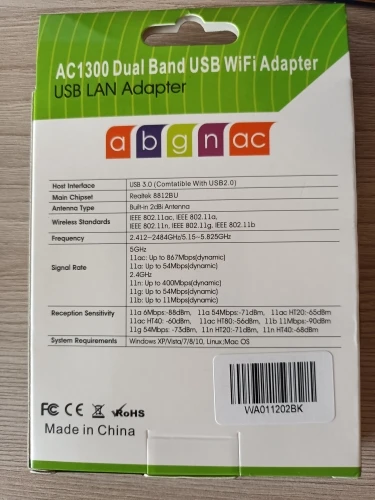 AC1300 Dual Band USB WiFi Adapter
USB LAN Adapter
a b g n ac
Host Interface USB 3.0 (Comtatible With USB2.0)
Main Chipset Realtek 8812BU
Antenna Type Built-in 2dBi Antenna
Wireless Standards IEEE 802.11ac, IEEE 802.11a,
IEEE 802.11n, IEEE 802.11g, IEEE 802.11b
Frequency 2.412~2484GHz/5.15~5.825GHz
Signal Rate
5GHz
11ac: Up to 867Mbps(dynamic)
11a: Up to 54Mbps(dynamic)
2.4GHz
11n: Up to 400Mbps(dynamic)
11g: Up to 54Mbps(dynamic)
11b: Up to 11Mbps(dynamic)
Reception Sensitivity 11a 6Mbps:-88dBm, 11a 54Mbps:-71dBm, 11ac HT20:-65dBm
11ac HT40: -60dBm, 11ac HT80:-56dBm, 11b 11Mbps:-90dBm
11g 54Mbps: -73dBm, 11n HT20:-71dBm, 11n HT40:-68dBm
System Requirements Windows XP/Vista/7/8/10, Linux;Mac OS
FC CE RoHS
WA011202BK
Made in China